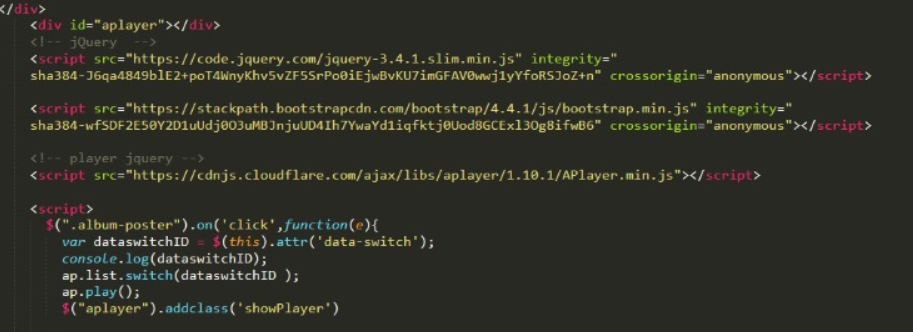 </div>
<div id="aplayer"></div>
<!-- jQuery -->
<script src="https://code.jquery.com/jquery-3.4.1.slim.min.js" integrity="
sha384-J6qa4849blE2+poT4WnyKhv5vZF5SrPo0iEjwBvKU7imGFAV0wwj1yYfoRSJoZ+n" crossorigin="anonymous"></script>
<script src="https://stackpath.bootstrapcdn.com/bootstrap/4.4.1/js/bootstrap.min.js" integrity="
sha384-wfSDF2E50Y2D1uUdj0O3uMBJnjuUD4Ih7YwaYd1iqfktj0Uod8GCExl3Og8ifwB6" crossorigin="anonymous"></script>
<!-- player jquery -->
<script src="https://cdnjs.cloudflare.com/ajax/libs/aplayer/1.10.1/APlayer.min.js"></script>
<script>
$(".album-poster").on('click',function(e){
var dataswitchID = $(this).attr('data-switch');
console.log(dataswitchID);
ap.list.switch(dataswitchID );
ap.play();
$("aplayer").addclass('showPlayer')